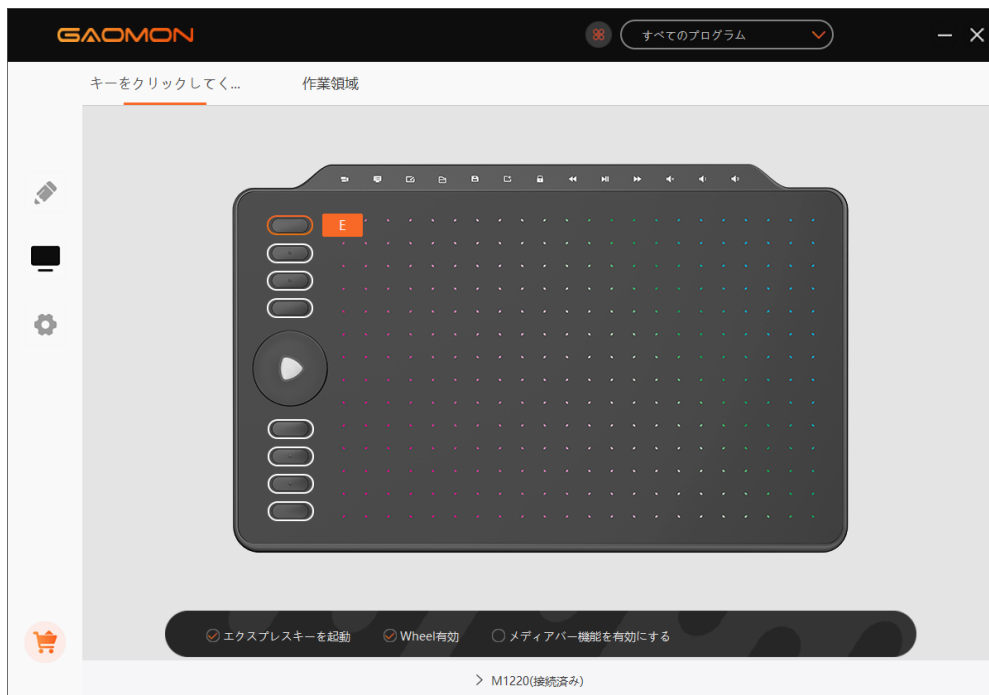 GAOMON
すべてのプログラム
キーをクリックしてく...
作業領域
E
エクスプレスキーを起動
Wheel有効
メディアバー機能を有効にする
M1220(接続済み)